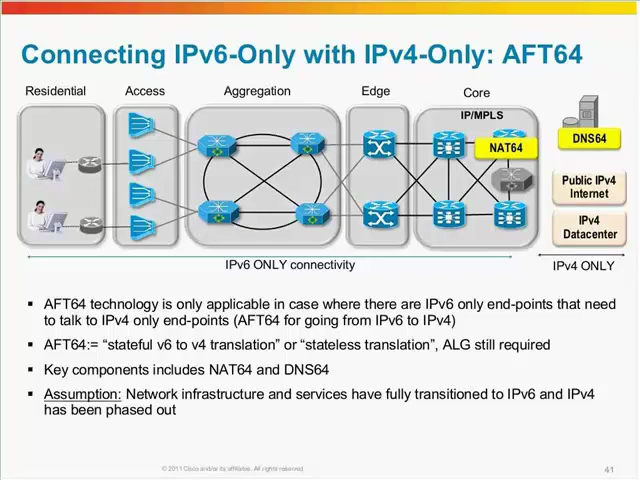 Connecting IPv6-Only with IPv4-Only: AFT64
Residential
Access
Aggregation
Edge
Core
IP/MPLS
NAT64
DNS64
Public IPv4
Internet
IPv4
Datacenter
IPv6 ONLY connectivity
IPv4 ONLY
▪ AFT64 technology is only applicable in case where there are IPv6 only end-points that need
to talk to IPv4 only end-points (AFT64 for going from IPv6 to IPv4)
▪ AFT64:= “stateful v6 to v4 translation” or “stateless translation”, ALG still required
▪ Key components includes NAT64 and DNS64
▪ Assumption: Network infrastructure and services have fully transitioned to IPv6 and IPv4
has been phased out
© 2011 Cisco and/or its affiliates. All rights reserved.
41